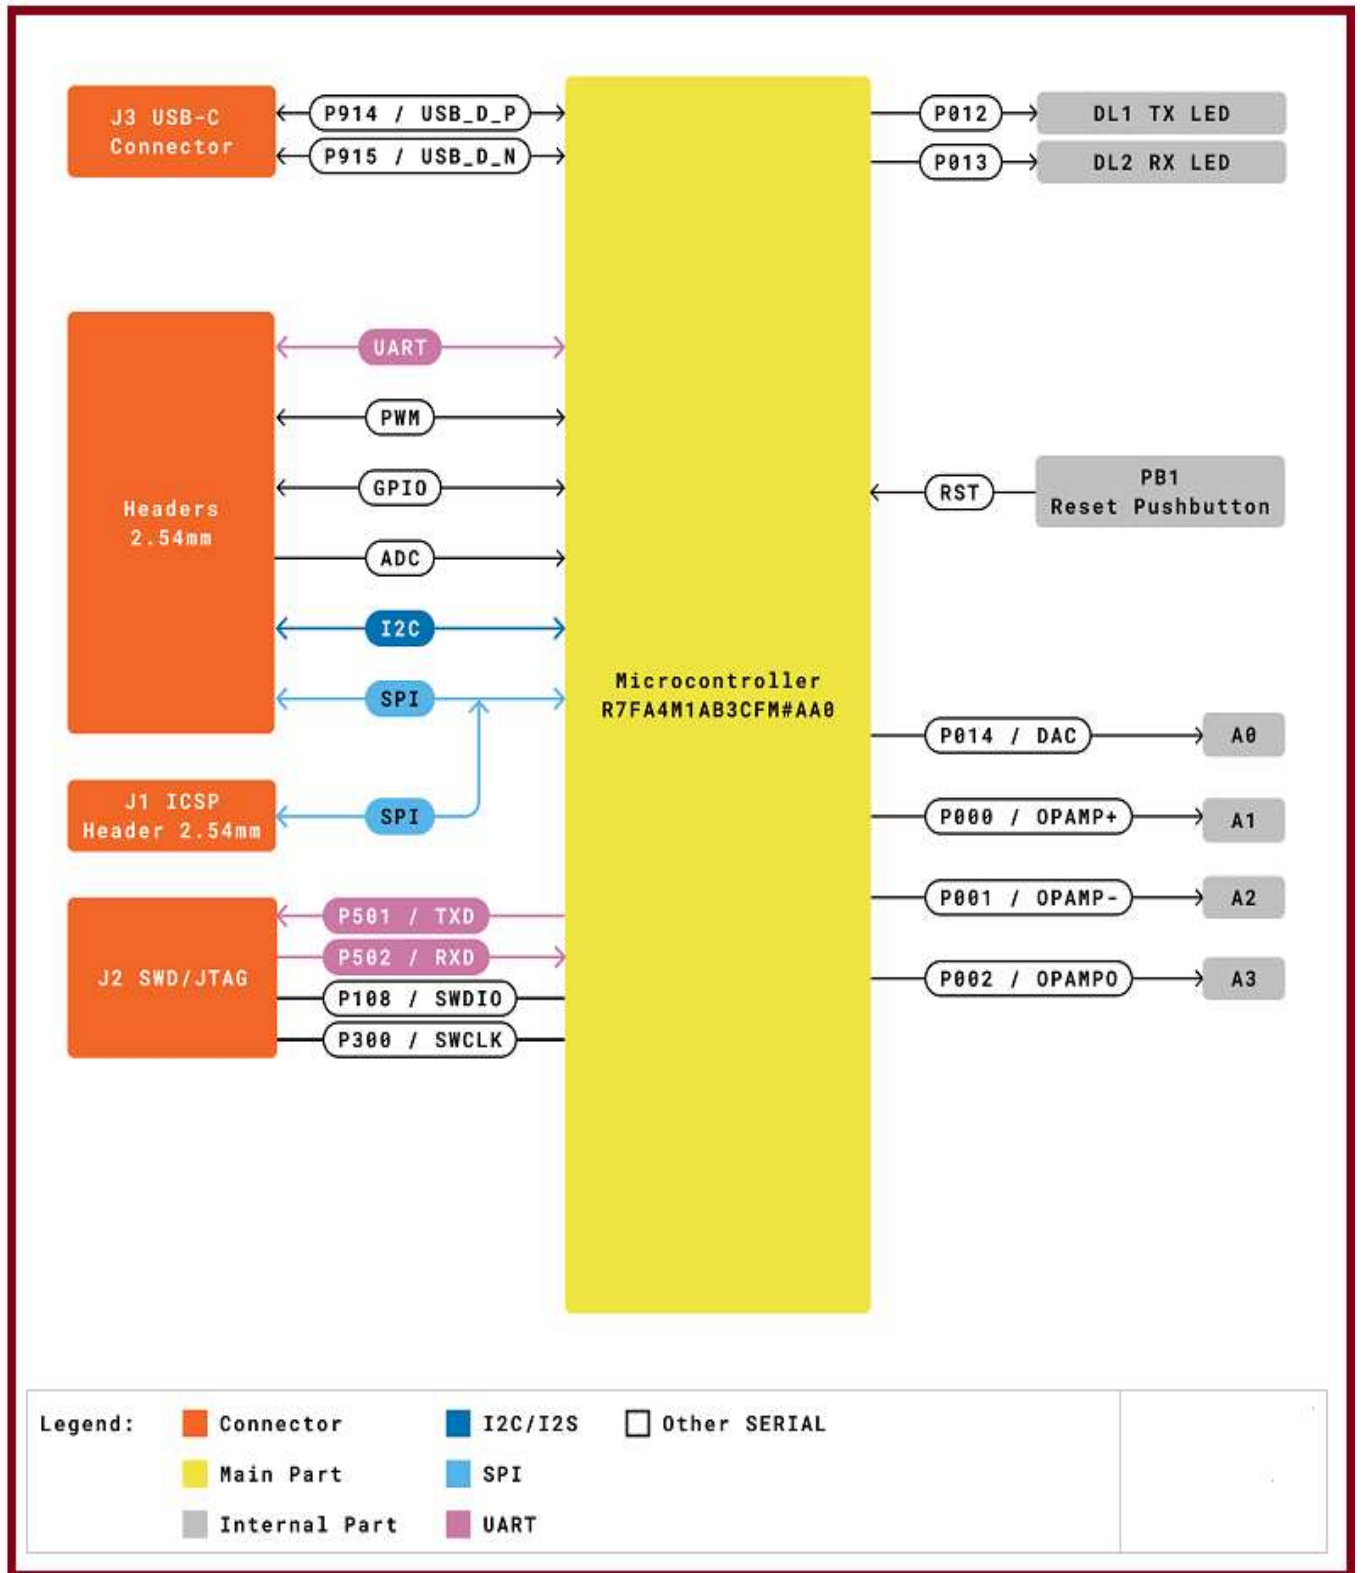 J3 USB-C
Connector
P914 / USB_D_P
P915 / USB_D_N
P012
DL1 TX LED
P013
DL2 RX LED
UART
PWM
GPIO
ADC
I2C
SPI
Headers
2.54mm
RST
PB1
Reset Pushbutton
Microcontroller
R7FA4M1AB3CFM#AA0
J1 ICSP
Header 2.54mm
SPI
P014 / DAC
A0
P000 / OPAMP+
A1
P001 / OPAMP-
A2
P002 / OPAMPO
A3
J2 SWD/JTAG
P501 / TXD
P502 / RXD
P108 / SWDIO
P300 / SWCLK
Legend:
Connector
I2C/I2S
Other SERIAL
Main Part
SPI
Internal Part
UART